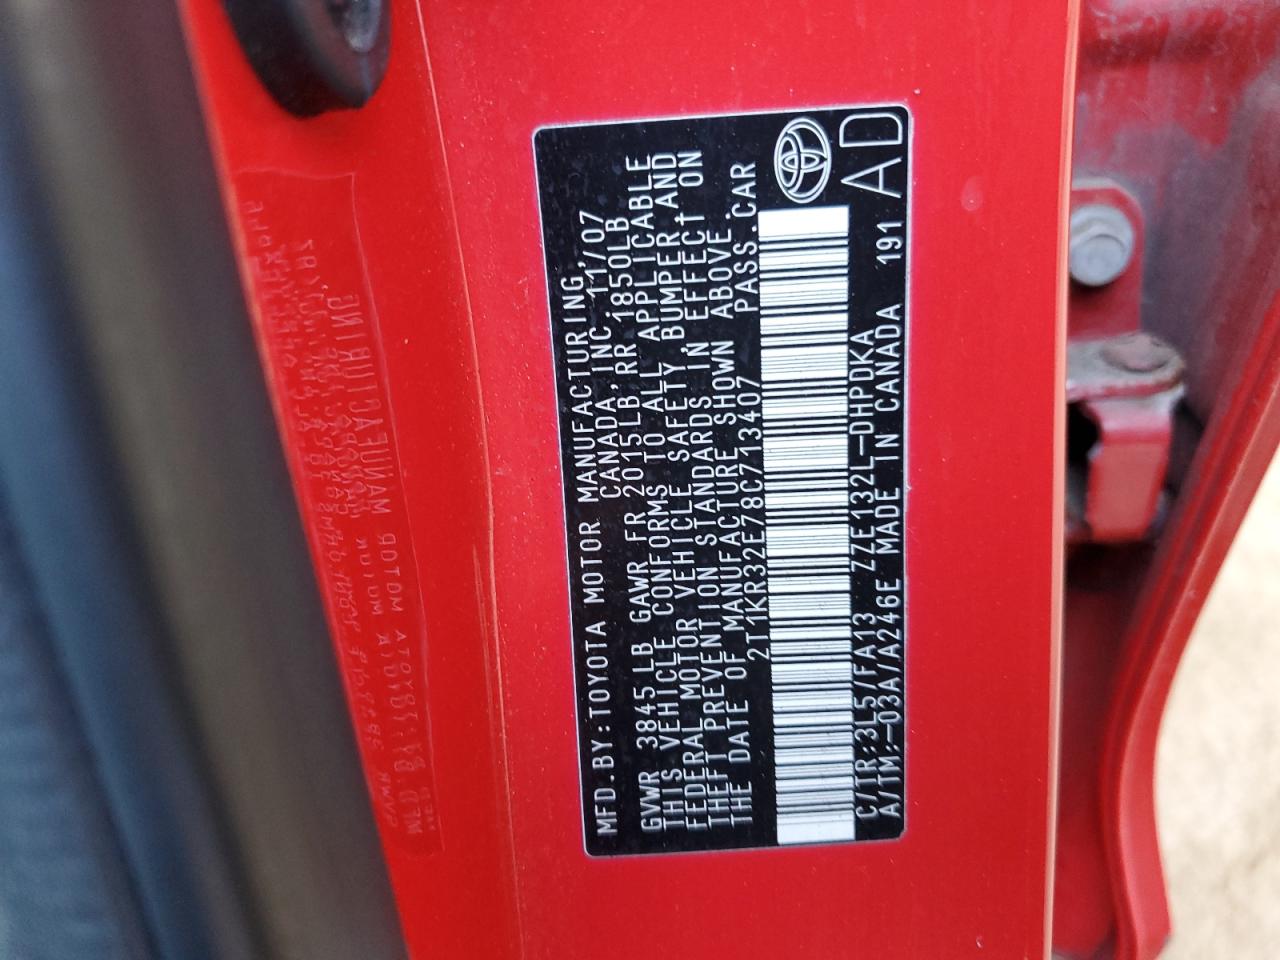 MFD.BY:TOYOTA MOTOR MANUFACTURING,
CANADA,INC. 11/07
GVWR 3845LB GAWR FR 2015LB,RR 1850LB
THIS VEHICLE CONFORMS TO ALL APPLICABLE
FEDERAL MOTOR VEHICLE SAFETY,BUMPER,AND
THEFT PREVENTION STANDARDS IN EFFECT ON
THE DATE OF MANUFACTURE SHOWN ABOVE.
2T1KR32E78C713407 PASS.CAR
C/TR:3L5/FA13 ZZE132L-DHPDKA
A/TM:-03A/A246E MADE IN CANADA 191
AD